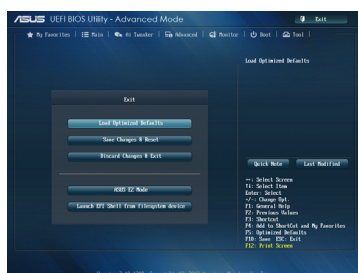 ASUS UEFI BIOS Utility - Advanced Mode
Exit
My Favorites Main Ai Tweaker Advanced Monitor Boot Tool
Load Optimized Defaults
Exit
Load Optimized Defaults
Save Changes & Reset
Discard Changes & Exit
ASUS EZ Mode
Launch EFI Shell from filesystem device
Quick Note Last Modified
→←: Select Screen
↑↓: Select Item
Enter: Select
+/-: Change Opt.
F1: General Help
F2: Previous Values
F3: Shortcut
F4: Add to ShortCut and My Favorites
F5: Optimized Defaults
F10: Save ESC: Exit
F12: Print Screen